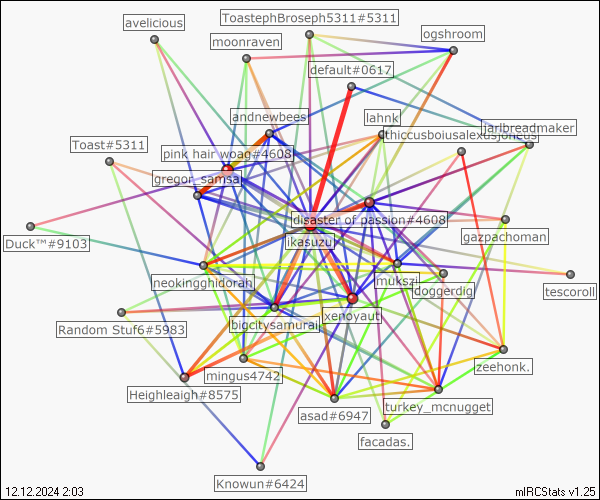 ToastephBroseph5311#5311
avelicious
ogshroom
moonraven
default#0617
andnewbees
lahnk
thiccusboiusalexusjoneus
jarlbreadmaker
Toast#5311
pink hair woag#4608
gregor_samsa
disaster of passion#4608
gazpachoman
Duck™#9103
ikasuzu
neokingghidorah
mukszi
doggerdig
tescoroll
xenoyaut
Random Stuf6#5983
bigcitysamurai
zeehonk.
mingus4742
Heighleaigh#8575
asad#6947
turkey_mcnugget
facadas.
Knowun#6424
12.12.2024 2:03
mIRCStats v1.25